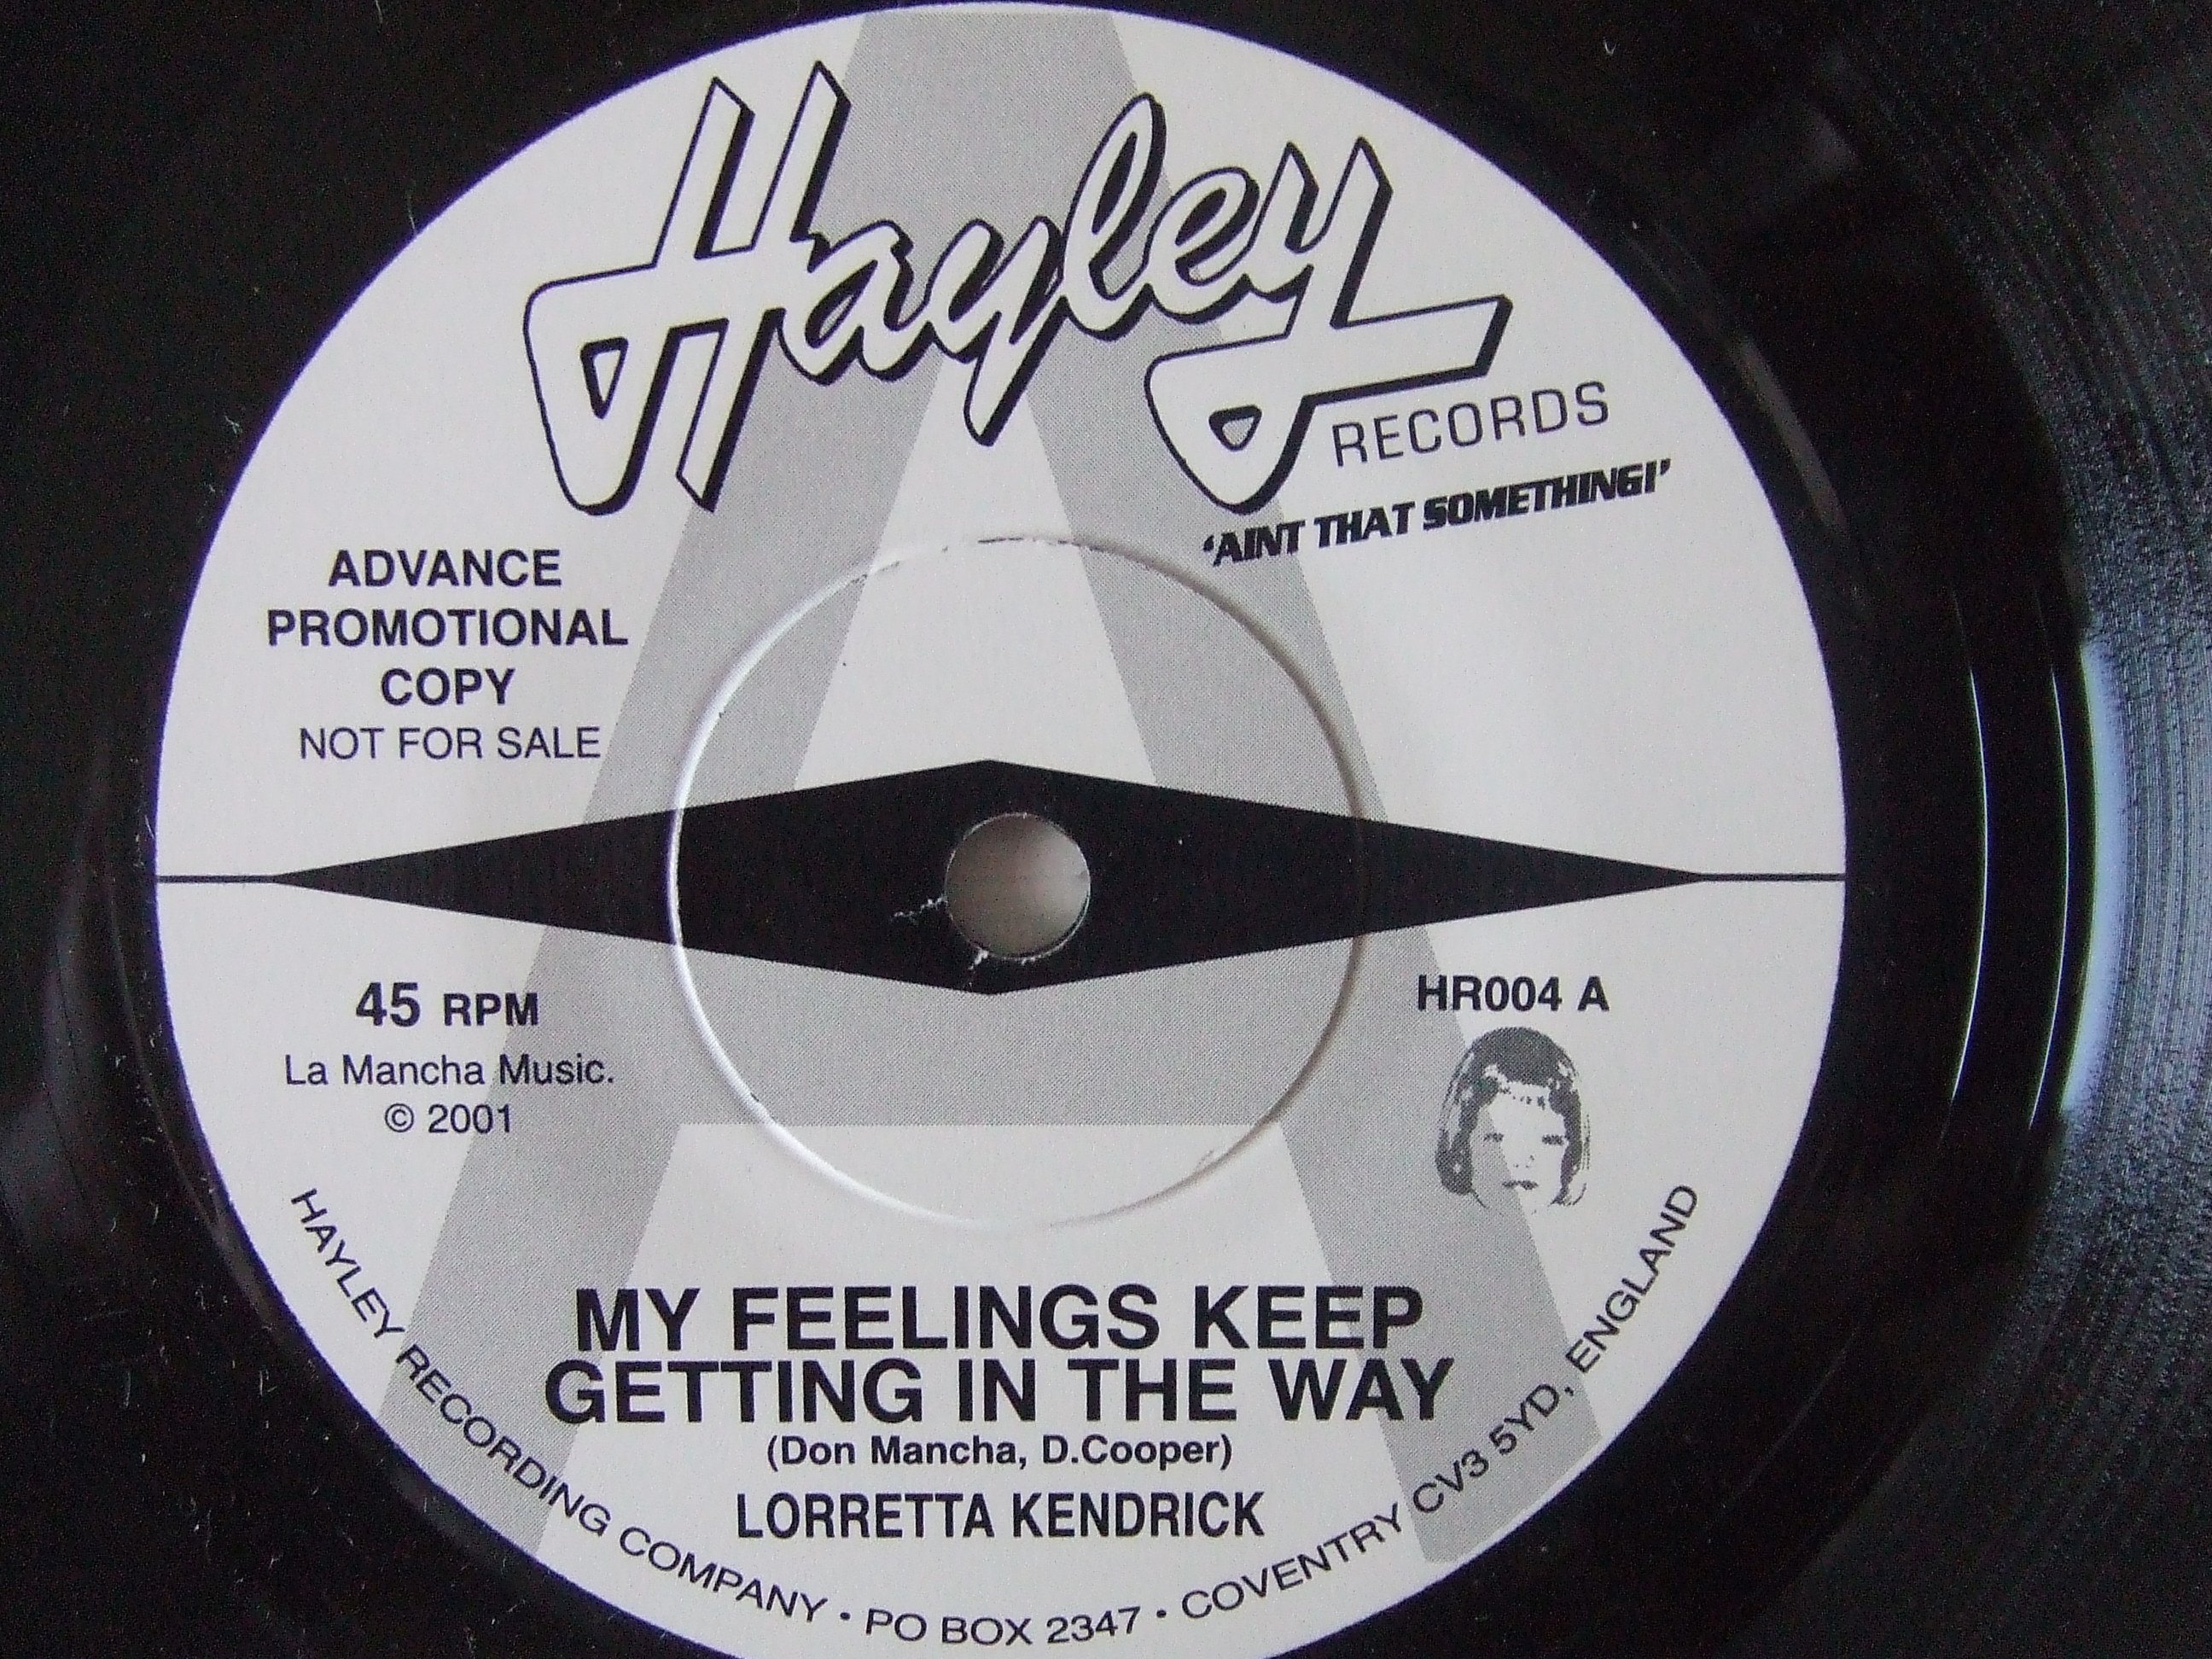 Hayley
RECORDS
'AINT THAT SOMETHING!'
ADVANCE
PROMOTIONAL
COPY
NOT FOR SALE
45 RPM
La Mancha Music.
© 2001
HR004 A
MY FEELINGS KEEP
GETTING IN THE WAY
(Don Mancha, D.Cooper)
LORRETTA KENDRICK
HAYLEY RECORDING COMPANY · PO BOX 2347 · COVENTRY CV3 5YD, ENGLAND